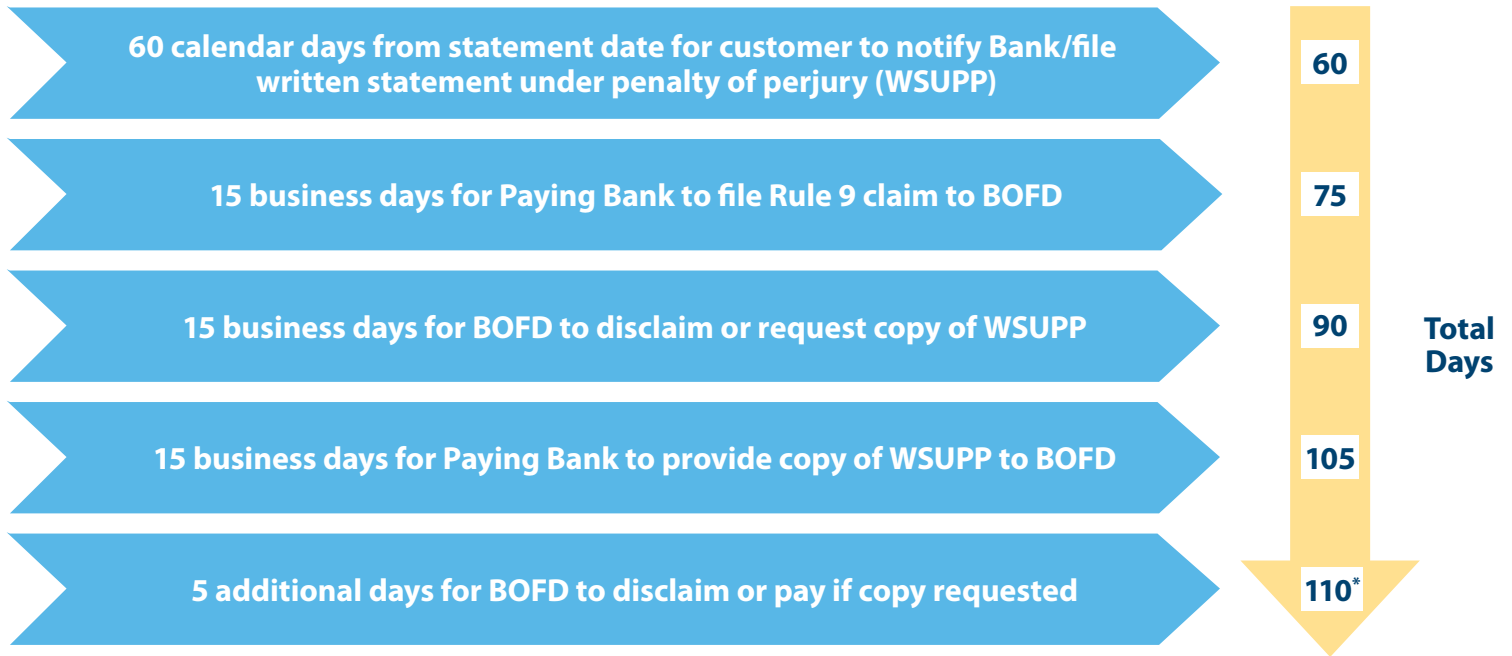 60 calendar days from statement date for customer to notify Bank/file
written statement under penalty of perjury (WSUPP)
60
15 business days for Paying Bank to file Rule 9 claim to BOFD
75
15 business days for BOFD to disclaim or request copy of WSUPP
90
Total
Days
15 business days for Paying Bank to provide copy of WSUPP to BOFD
105
5 additional days for BOFD to disclaim or pay if copy requested
110*